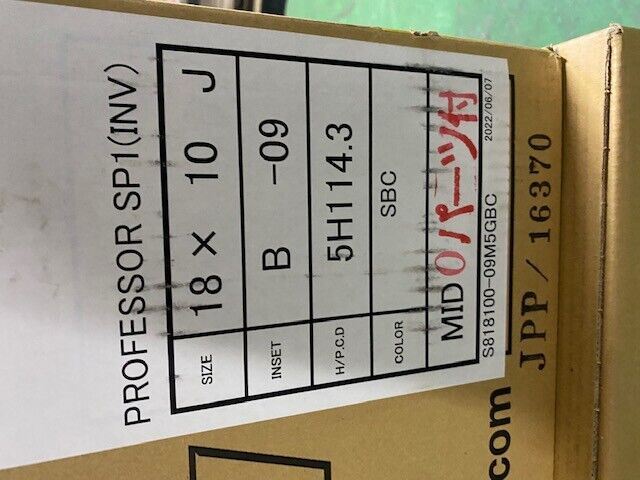 PROFESSOR SP1(INV)
SIZE 18 × 10 J
INSET B -09
H/P.C.D 5H114.3
COLOR SBC
MID 0パーツ付
S818100-09M5GBC 2022/06/07
JPP/16370
com